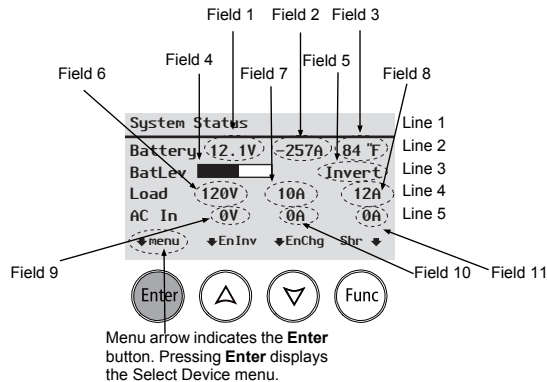 Field 1
Field 2
Field 3
Field 4
Field 5
Field 6
Field 7
Field 8
System Status
Line 1
Battery 12.1V -257A 84 °F
Line 2
BatLev Invert
Line 3
Load 120V 10A 12A
Line 4
AC In 0V 0A 0A
Line 5
menu EnInv EnChg Shr
Field 9
Field 10
Field 11
Enter
Func
Menu arrow indicates the Enter
button. Pressing Enter displays
the Select Device menu.